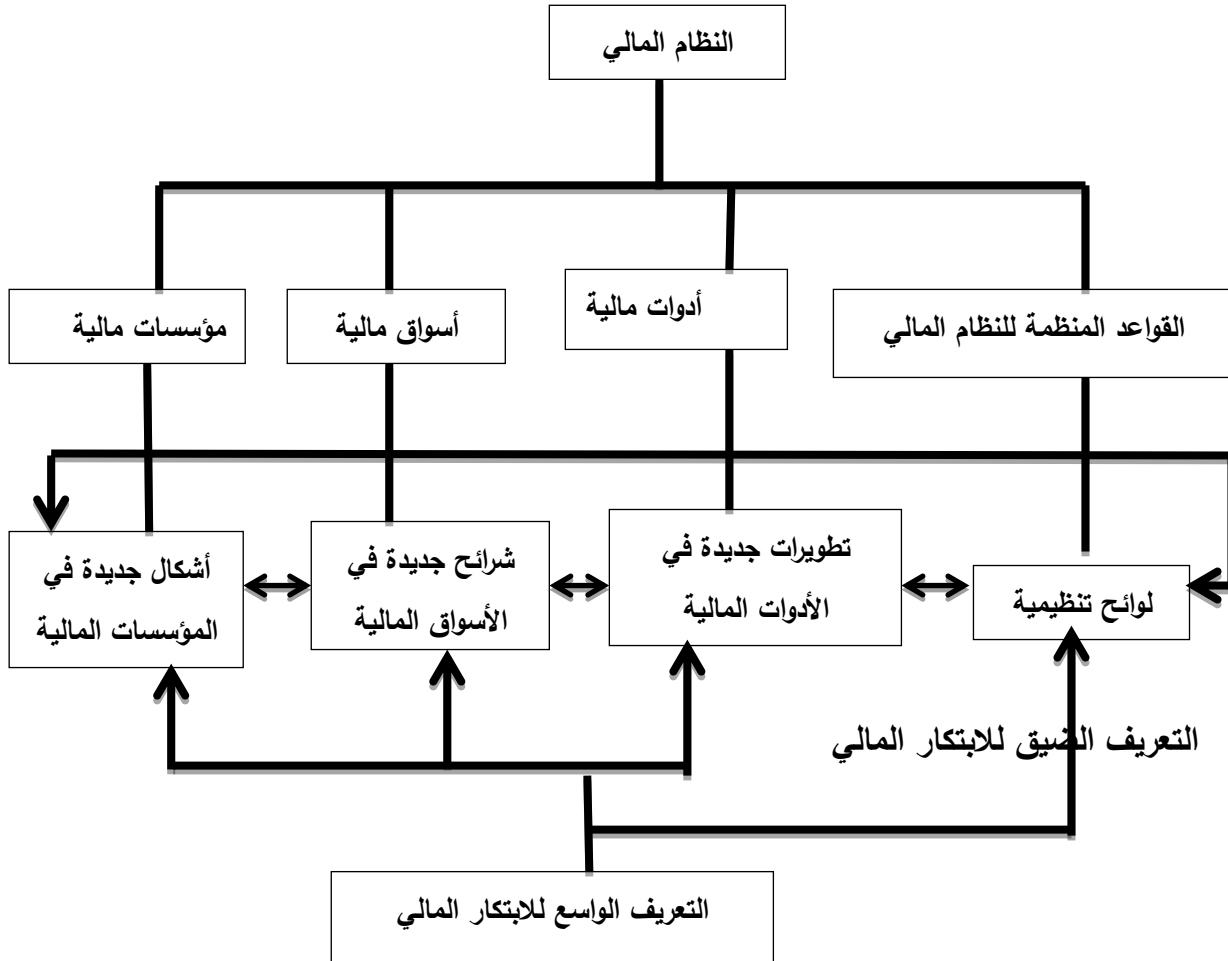 النظام المالي
القواعد المنظمة للنظام المالي
أدوات مالية
أسواق مالية
مؤسسات مالية
لوائح تنظيمية
تطويرات جديدة في
الأدوات المالية
شرائح جديدة في
الأسواق المالية
أشكال جديدة في
المؤسسات المالية
التعريف الضيق للابتكار المالي
التعريف الواسع للابتكار المالي